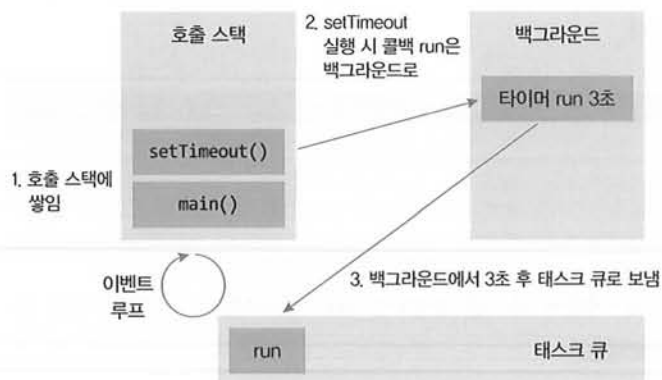 호출 스택
2. setTimeout
실행 시 콜백 run은
백그라운드로
백그라운드
타이머 run 3초
setTimeout()
1. 호출 스택에
쌓임
main()
이벤트
루프
3. 백그라운드에서 3초 후 태스크 큐로 보냄
run
태스크 큐